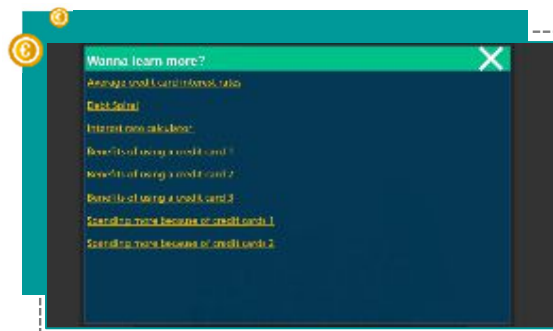 Wanna learn more?
Average credit card interest rates
Debt Spiral
Interest rate calculator
Benefits of using a credit card 1
Benefits of using a credit card 2
Benefits of using a credit card 3
Spending more because of credit cards 1
Spending more because of credit cards 2